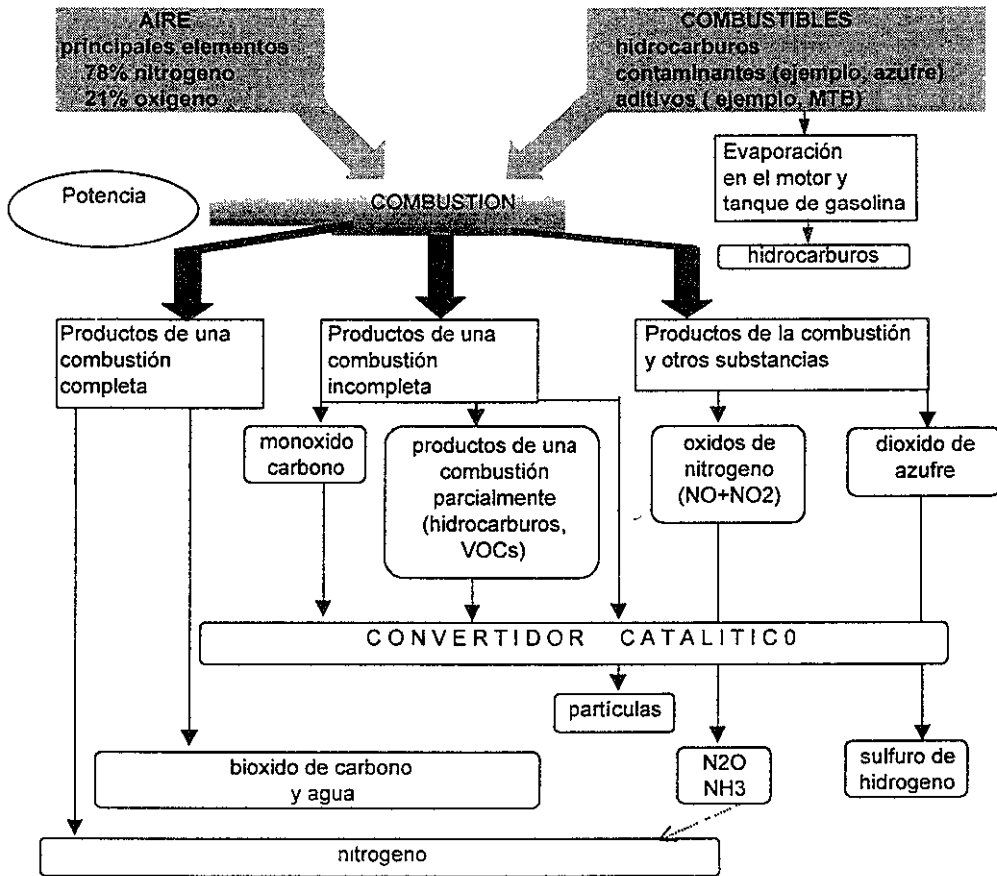 AIRE
principales elementos
78% nitrogeno
21% oxigeno
COMBUSTIBLES
hidrocarburos
contaminantes (ejemplo, azufre)
aditivos ( ejemplo, MTB)
Evaporación
en el motor y
tanque de gasolina
hidrocarburos
Potencia
COMBUSTION
Productos de una
combustión
completa
Productos de una
combustión
incompleta
Productos de la combustión
y otros substancias
monoxido
carbono
productos de una
combustión
parcialmente
(hidrocarburos,
VOCs)
oxidos de
nitrogeno
(NO+NO2)
dioxido de
azufre
CONVERTIDOR CATALITICO
partículas
bioxido de carbono
y agua
N2O
NH3
sulfuro de
hidrogeno
nitrogeno